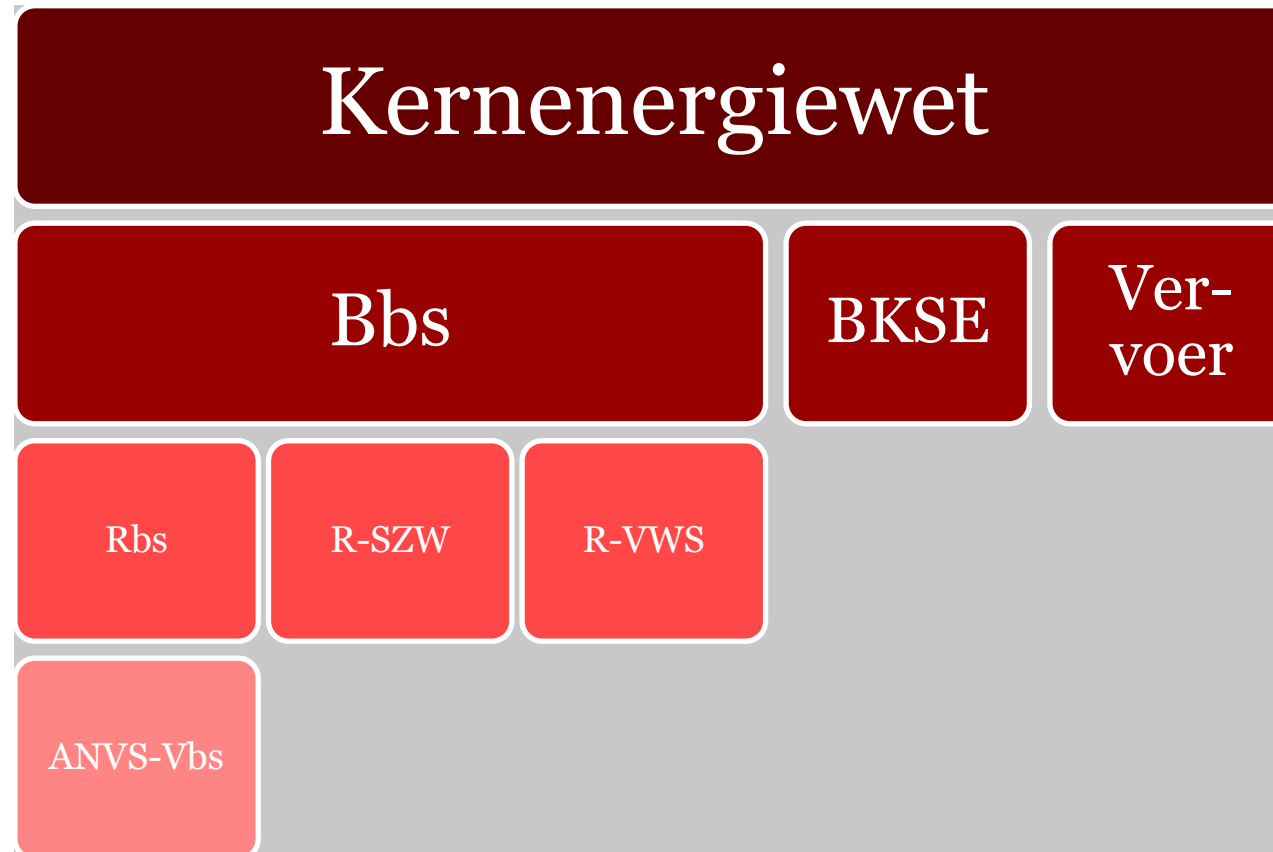 Kernenergiewet
Bbs
BKSE
Ver-
voer
Rbs
R-SZW
R-VWS
ANVS-Vbs